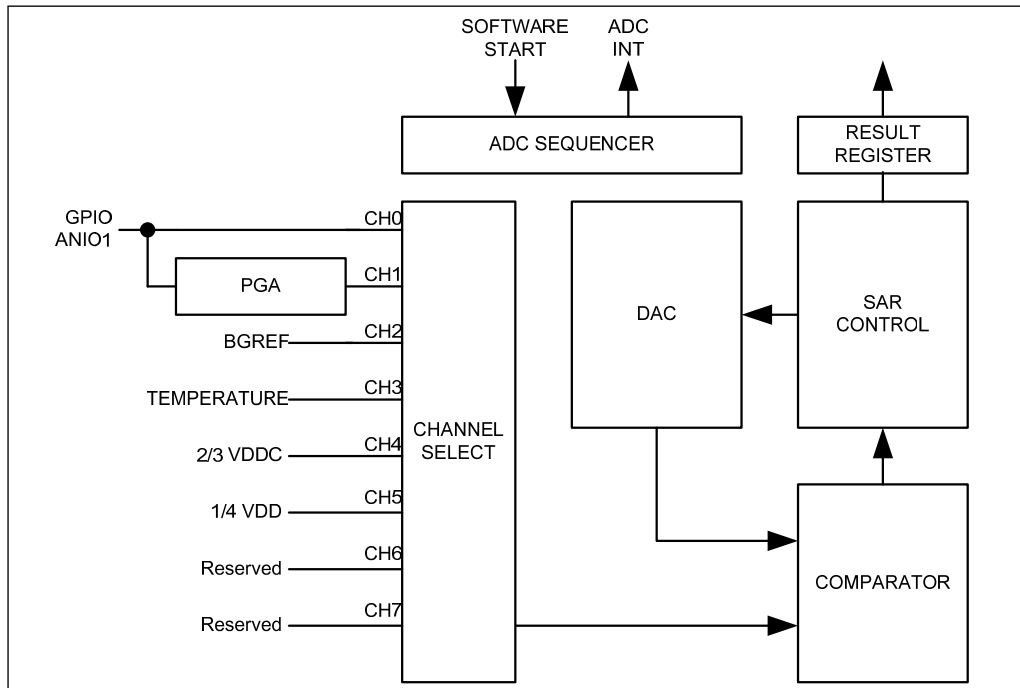 SOFTWARE
START
ADC
INT
ADC SEQUENCER
RESULT
REGISTER
GPIO
ANIO1
CH0
PGA
CH1
BGREF
CH2
TEMPERATURE
CH3
2/3 VDDC
CH4
1/4 VDD
CH5
Reserved
CH6
Reserved
CH7
CHANNEL
SELECT
DAC
SAR
CONTROL
COMPARATOR